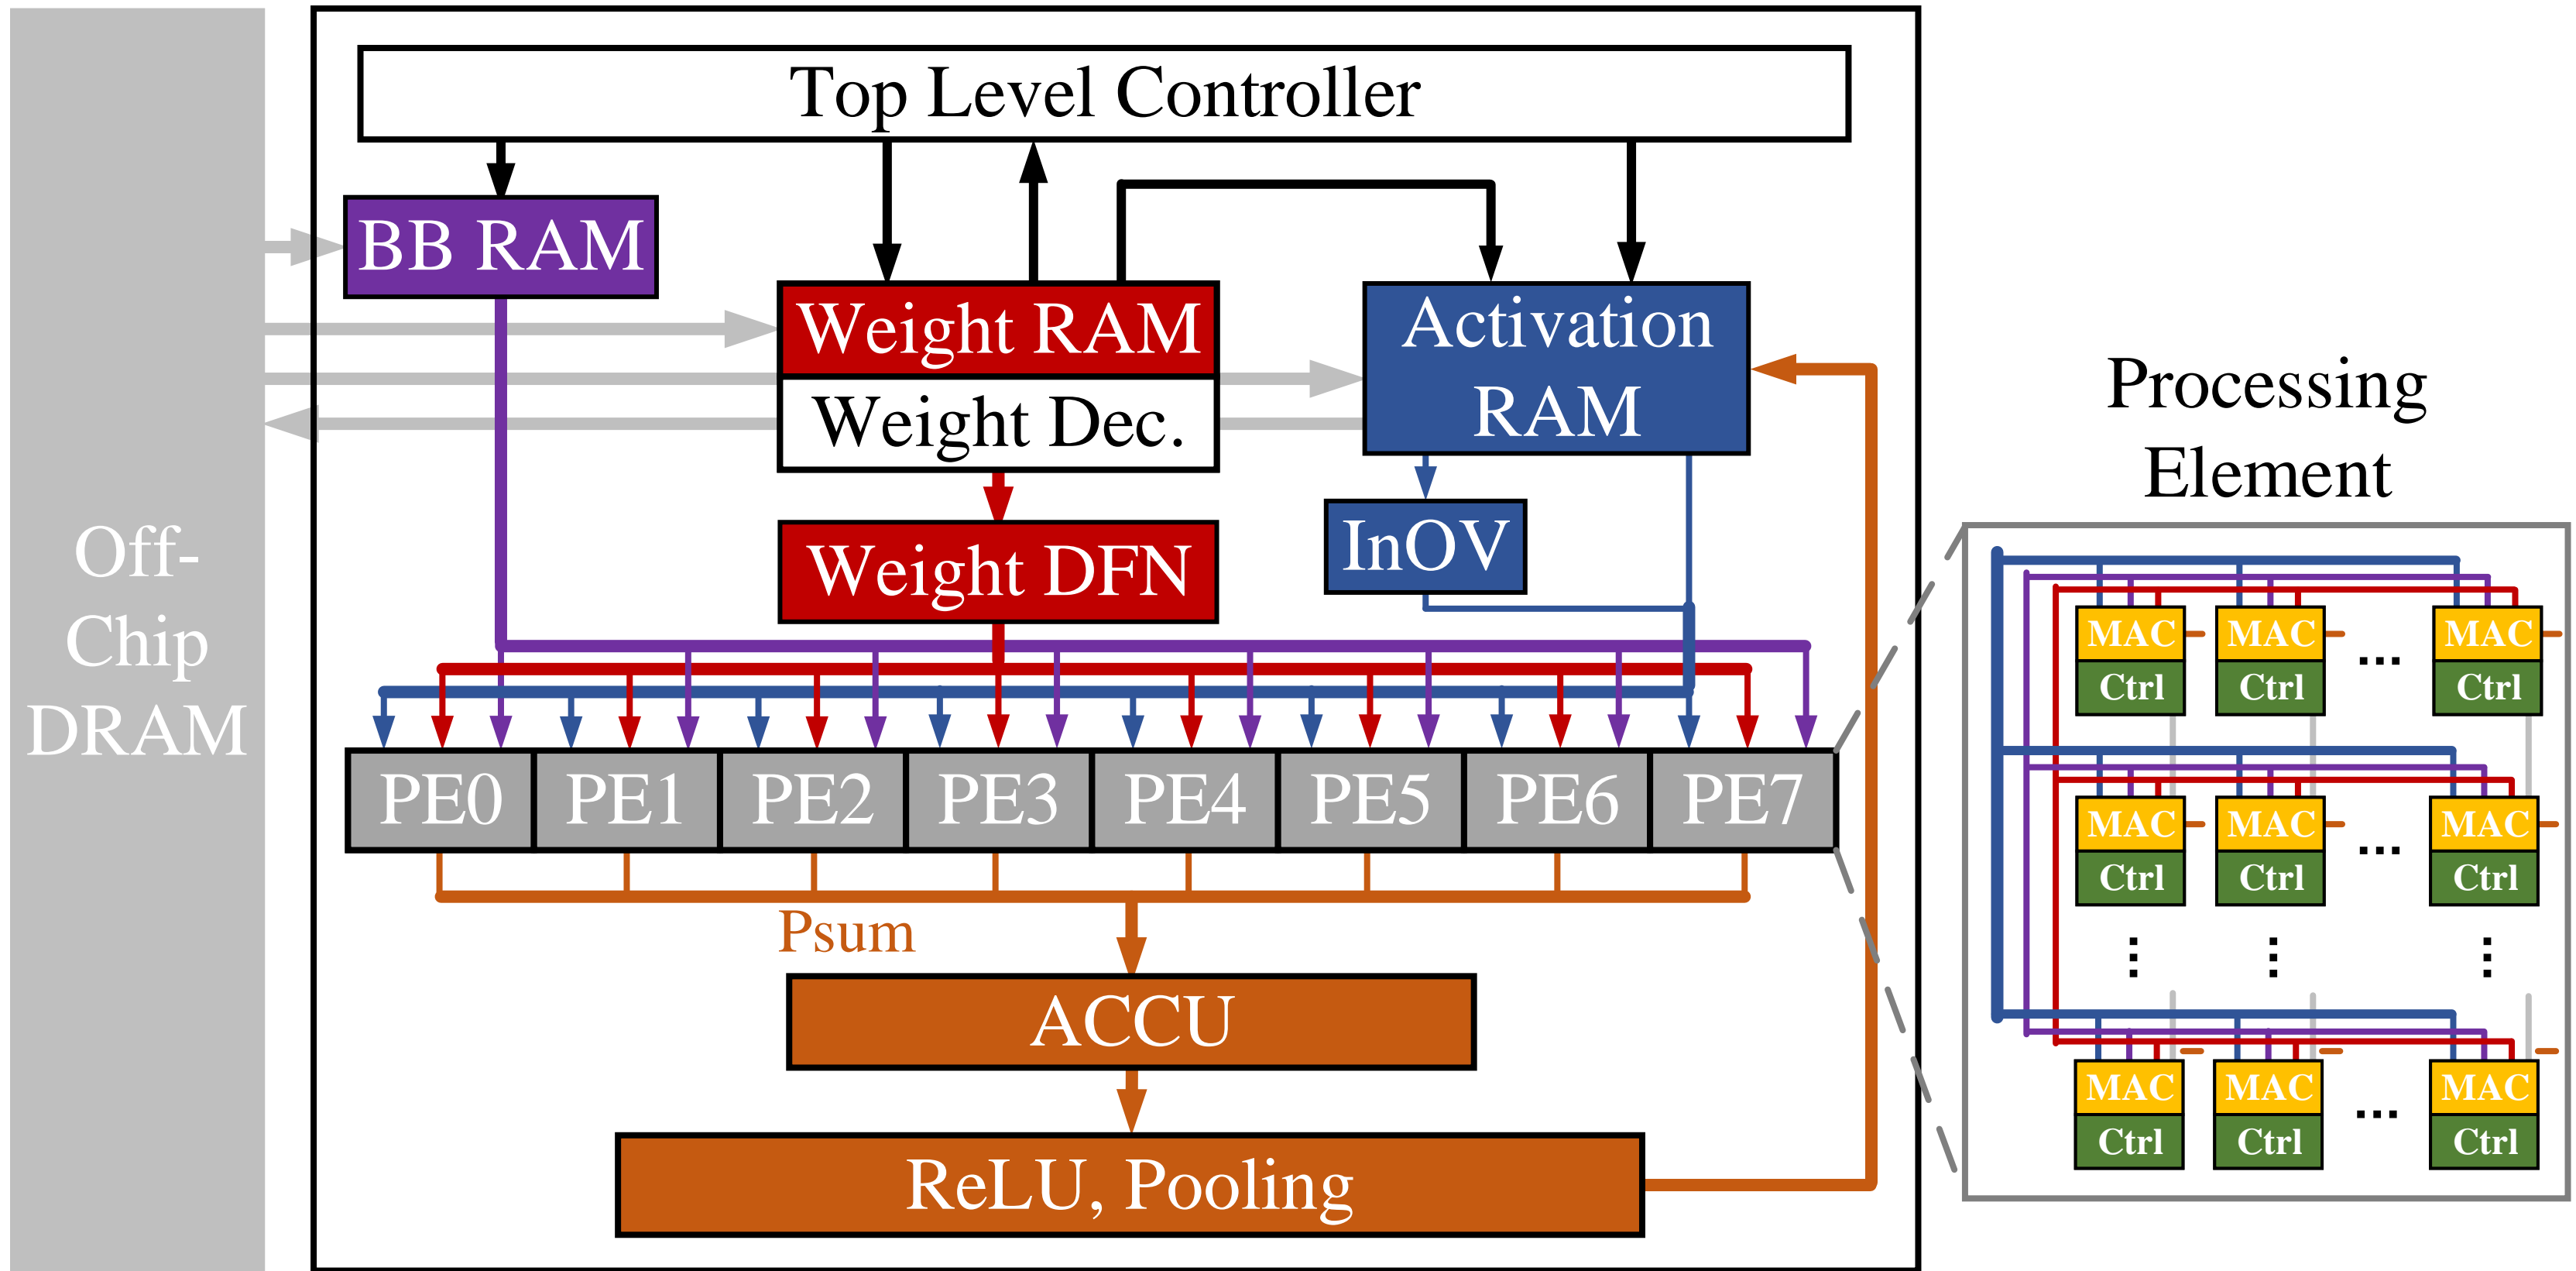 Top Level Controller
BB RAM
Weight RAM
Weight Dec.
Activation
RAM
Weight DFN
InOV
Off-
Chip
DRAM
PE0 PE1 PE2 PE3 PE4 PE5 PE6 PE7
Psum
ACCU
ReLU, Pooling
Processing
Element
MAC MAC ... MAC
Ctrl Ctrl Ctrl
MAC MAC ... MAC
Ctrl Ctrl Ctrl
... ... ...
MAC MAC ... MAC
Ctrl Ctrl Ctrl